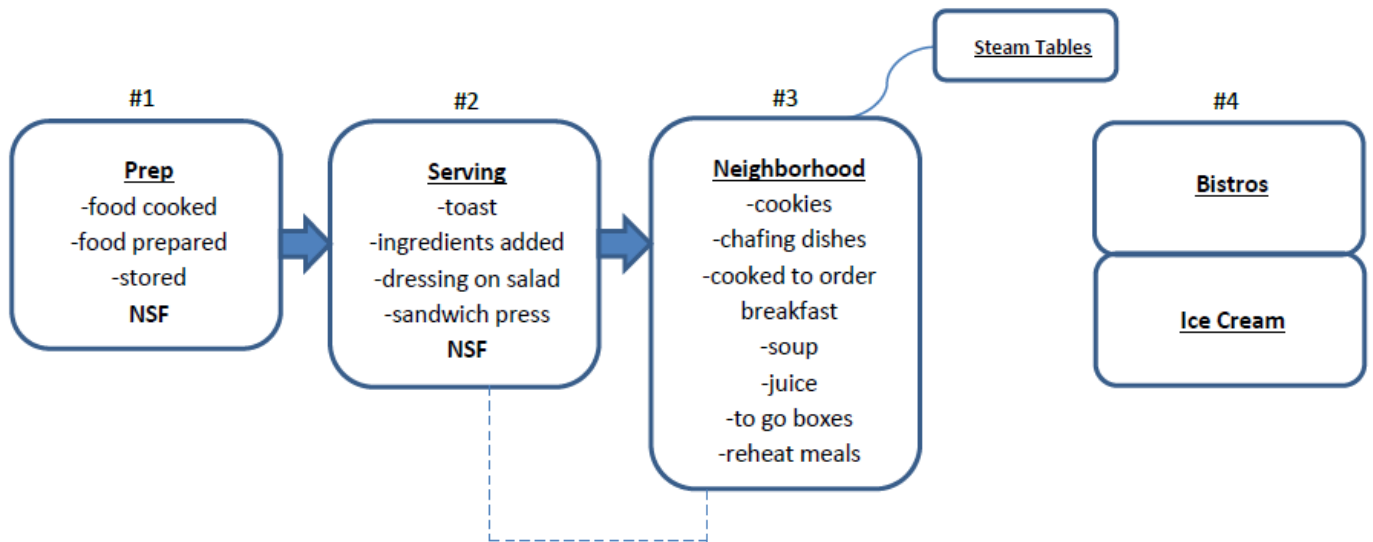 Steam Tables
#1
Prep
-food cooked
-food prepared
-stored
NSF
#2
Serving
-toast
-ingredients added
-dressing on salad
-sandwich press
NSF
#3
Neighborhood
-cookies
-chafing dishes
-cooked to order
breakfast
-soup
-juice
-to go boxes
-reheat meals
#4
Bistros
Ice Cream